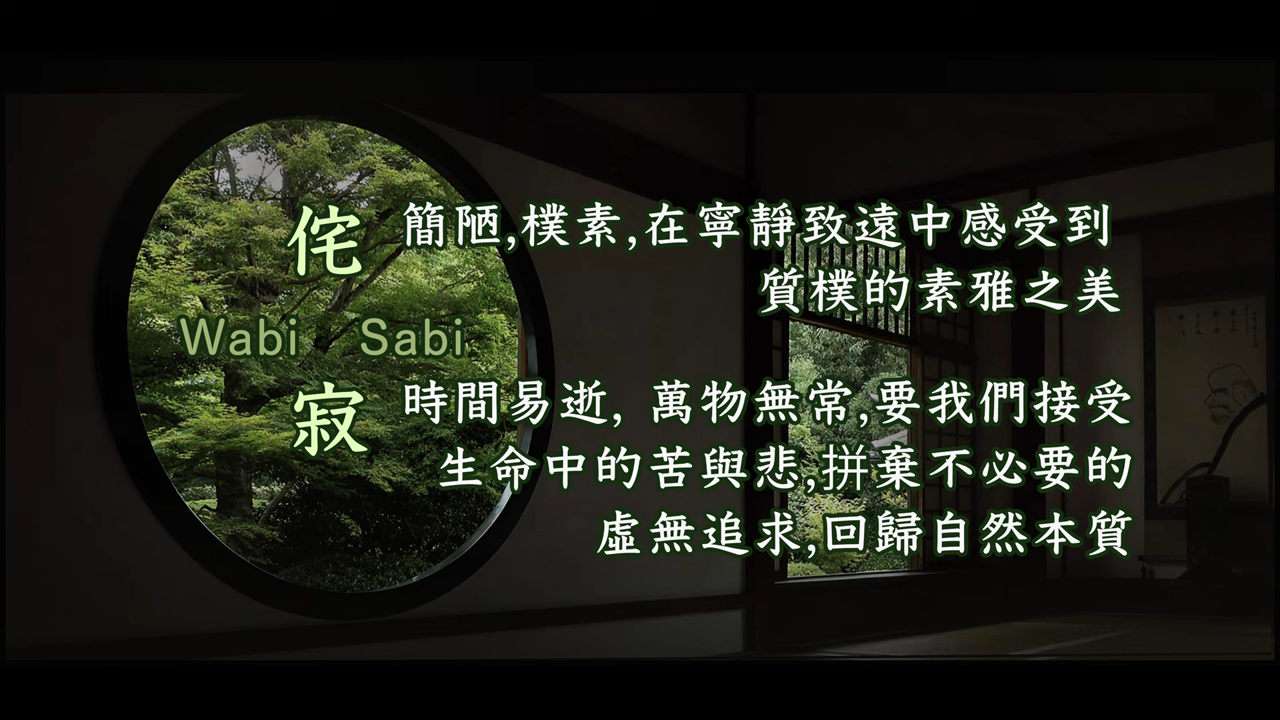 侘
簡陋,樸素,在寧靜致遠中感受到
質樸的素雅之美
Wabi Sabi
寂
時間易逝, 萬物無常,要我們接受
生命中的苦與悲,拼棄不必要的
虛無追求,回歸自然本質